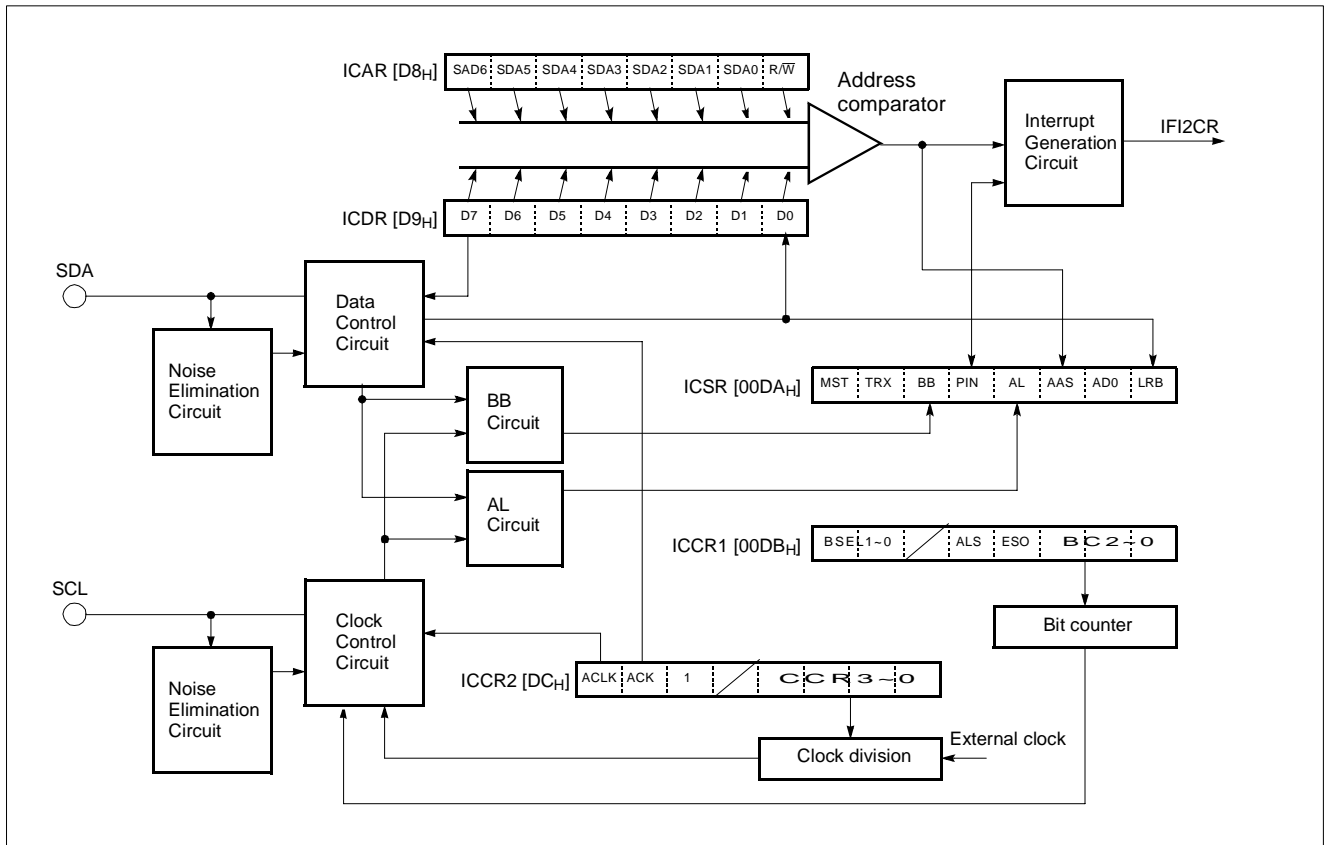 ICAR [D8H] SAD6 SDA5 SDA4 SDA3 SDA2 SDA1 SDA0 R/W̅
Address
comparator
Interrupt
Generation
Circuit
IFI2CR
ICDR [D9H] D7 D6 D5 D4 D3 D2 D1 D0
SDA
Data
Control
Circuit
Noise
Elimination
Circuit
BB
Circuit
ICSR [00DAH] MST TRX BB PIN AL AAS AD0 LRB
AL
Circuit
ICCR1 [00DBH] BSEL1~0 ALS ESO BC2~0
SCL
Clock
Control
Circuit
Bit counter
Noise
Elimination
Circuit
ICCR2 [DCH] ACLK ACK 1 CCR3~0
External clock
Clock division